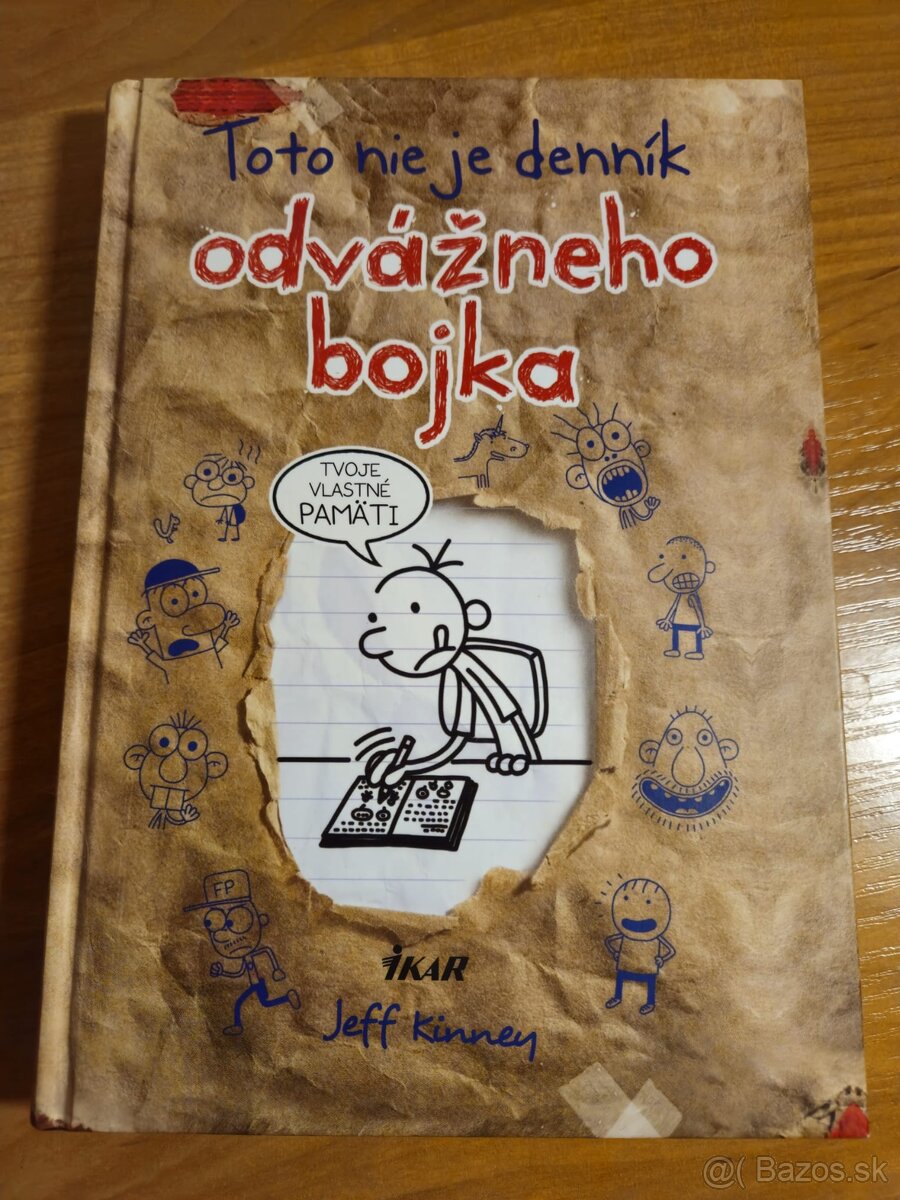 Toto nie je denník
odvážneho
bojka
TVOJE
VLASTNÉ
PAMÄTI
FP
IKAR
Jeff Kinney
@( Bazos.sk